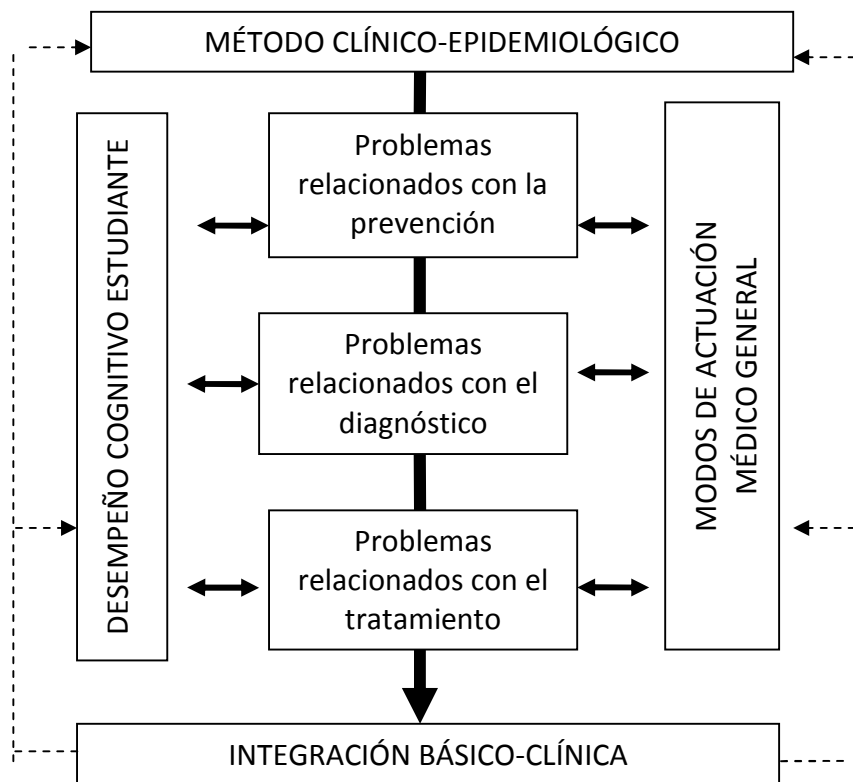 MÉTODO CLÍNICO-EPIDEMIOLÓGICO
DESEMPEÑO COGNITIVO ESTUDIANTE
Problemas
relacionados con la
prevención
Problemas
relacionados con el
diagnóstico
Problemas
relacionados con el
tratamiento
MODOS DE ACTUACIÓN
MÉDICO GENERAL
INTEGRACIÓN BÁSICO-CLÍNICA